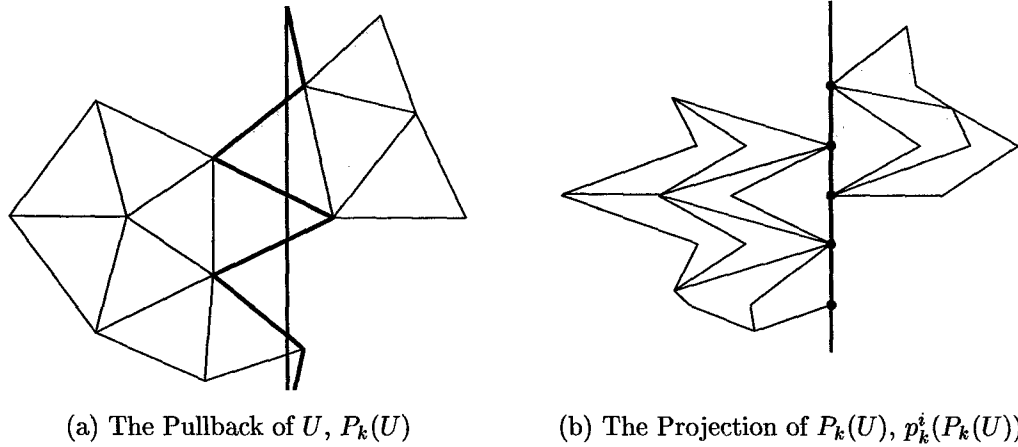 (a) The Pullback of U, P_k(U)
(b) The Projection of P_k(U), p_k^i(P_k(U))